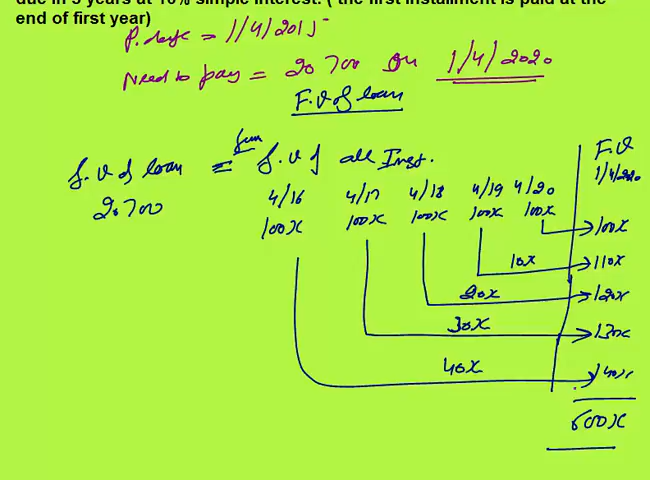 due in 5 years at 10% simple interest. ( the first installment is paid at the
end of first year)
P. date = 1/4/2015
Need to pay = 20700 on 1/4/2020
F.V of loan
f.v of loan = sum f.v of all Inst.
20700
4/16 4/17 4/18 4/19 4/20
100x 100x 100x 100x 100x
F.V
1/4/2020
100x
10x 110x
20x 120x
30x 130x
40x 140x
600x